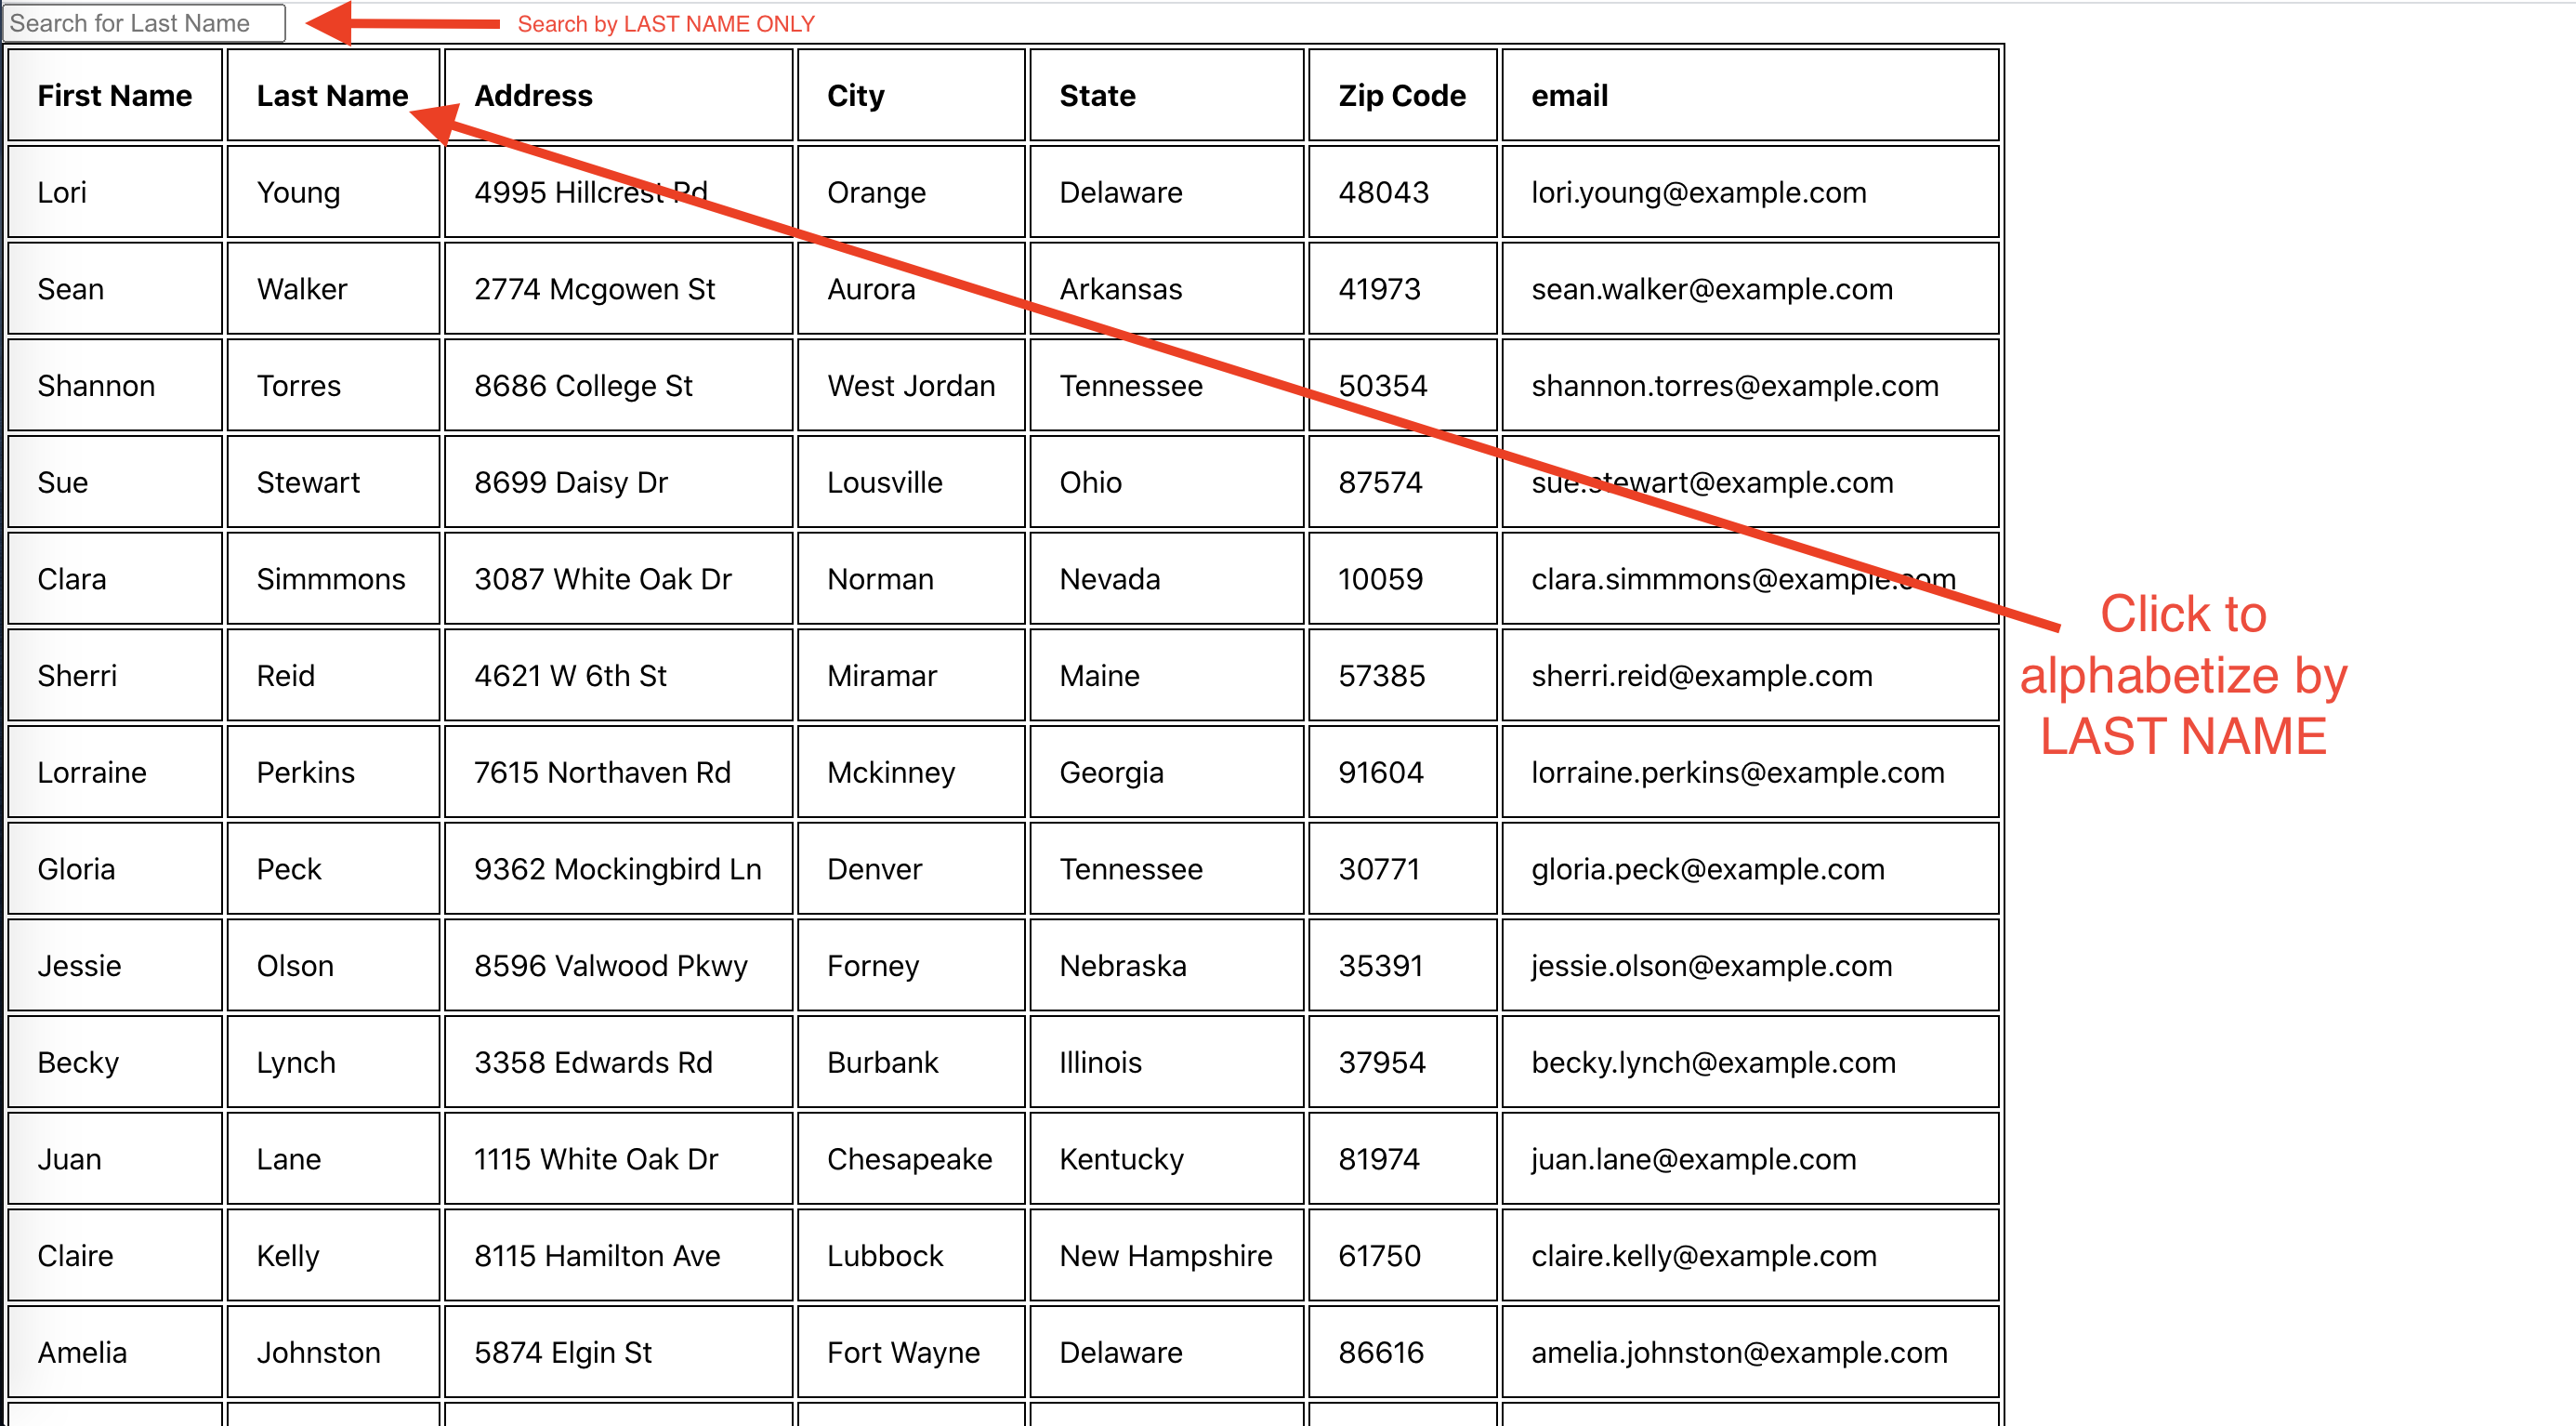 Search for Last Name Search by LAST NAME ONLY
First Name Last Name Address City State Zip Code email
Lori Young 4995 Hillcrest Rd Orange Delaware 48043 lori.young@example.com
Sean Walker 2774 Mcgowen St Aurora Arkansas 41973 sean.walker@example.com
Shannon Torres 8686 College St West Jordan Tennessee 50354 shannon.torres@example.com
Sue Stewart 8699 Daisy Dr Lousville Ohio 87574 sue.stewart@example.com
Clara Simmmons 3087 White Oak Dr Norman Nevada 10059 clara.simmmons@example.com
Sherri Reid 4621 W 6th St Miramar Maine 57385 sherri.reid@example.com
Lorraine Perkins 7615 Northaven Rd Mckinney Georgia 91604 lorraine.perkins@example.com
Gloria Peck 9362 Mockingbird Ln Denver Tennessee 30771 gloria.peck@example.com
Jessie Olson 8596 Valwood Pkwy Forney Nebraska 35391 jessie.olson@example.com
Becky Lynch 3358 Edwards Rd Burbank Illinois 37954 becky.lynch@example.com
Juan Lane 1115 White Oak Dr Chesapeake Kentucky 81974 juan.lane@example.com
Claire Kelly 8115 Hamilton Ave Lubbock New Hampshire 61750 claire.kelly@example.com
Amelia Johnston 5874 Elgin St Fort Wayne Delaware 86616 amelia.johnston@example.com
Click to
alphabetize by
LAST NAME